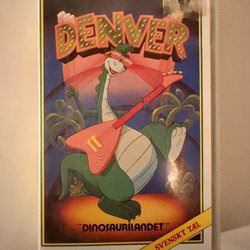 DENVER
"DINOSAURILANDET"
SVENSKT TAL